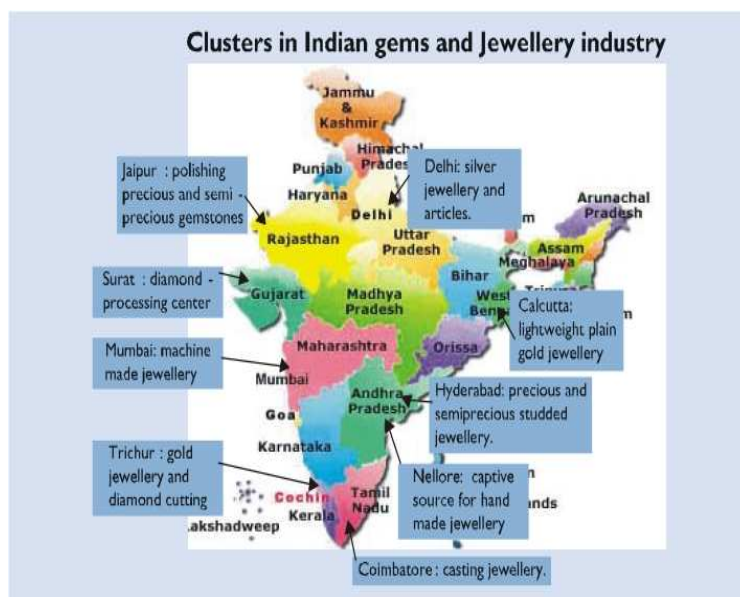 Clusters in Indian gems and Jewellery industry
Jammu
&
Kashmir
Himachal
Prades
Punjab
Haryana
Delhi
Jaipur : polishing
precious and semi -
precious gemstones
Delhi: silver
jewellery and
articles.
Arunachal
Pradesh
Rajasthan
Uttar
Pradesh
Assam
Meghalaya
Bihar
Surat : diamond -
processing center
Gujarat
Madhya
Pradesh
West
Benga
Calcutta:
lightweight plain
gold jewellery
Maharashtra
Orissa
Mumbai: machine
made jewellery
Mumbai
Andhra
Pradesh
Hyderabad: precious and
semiprecious studded
jewellery.
Goa
Karnataka
Trichur : gold
jewellery and
diamond cutting
Cochin
Kerala
Tamil
Nadu
Nellore: captive
source for hand
made jewellery
nds
akshadweep
Coimbatore : casting jewellery.